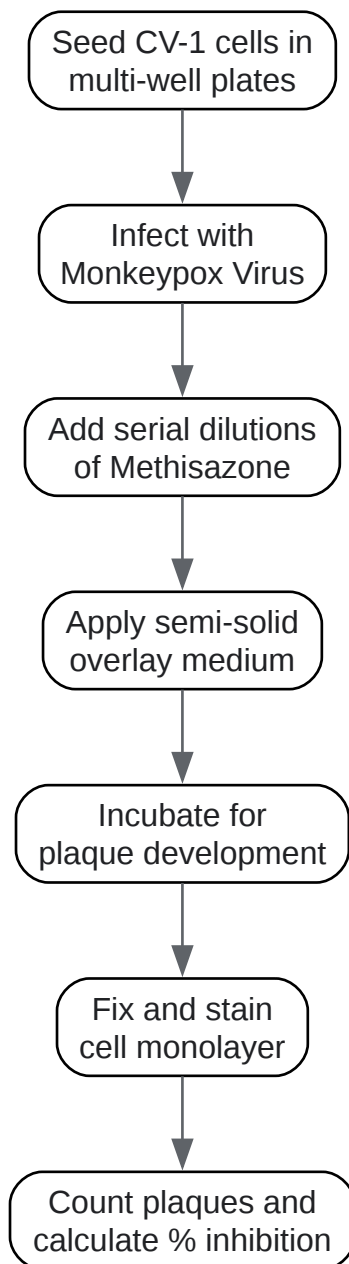 Seed CV-1 cells in
multi-well plates
Infect with
Monkeypox Virus
Add serial dilutions
of Methisazone
Apply semi-solid
overlay medium
Incubate for
plaque development
Fix and stain
cell monolayer
Count plaques and
calculate % inhibition